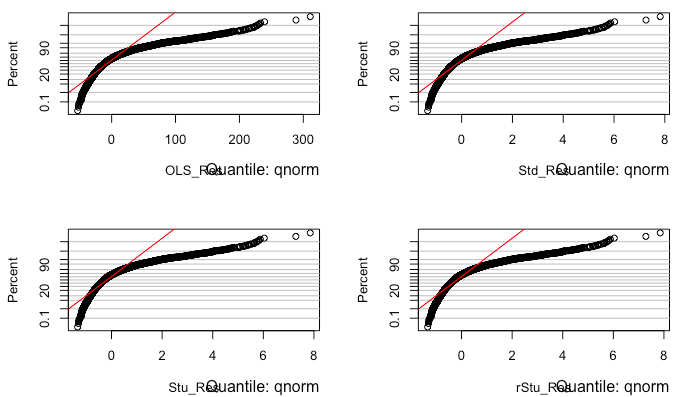 Percent
0.1 20 90
0 100 200 300
OLS_Res
Quantile: qnorm
Percent
0.1 20 90
0 2 4 6 8
Std_Res
Quantile: qnorm
Percent
0.1 20 90
0 2 4 6 8
Stu_Res
Quantile: qnorm
Percent
0.1 20 90
0 2 4 6 8
rStu_Res
Quantile: qnorm